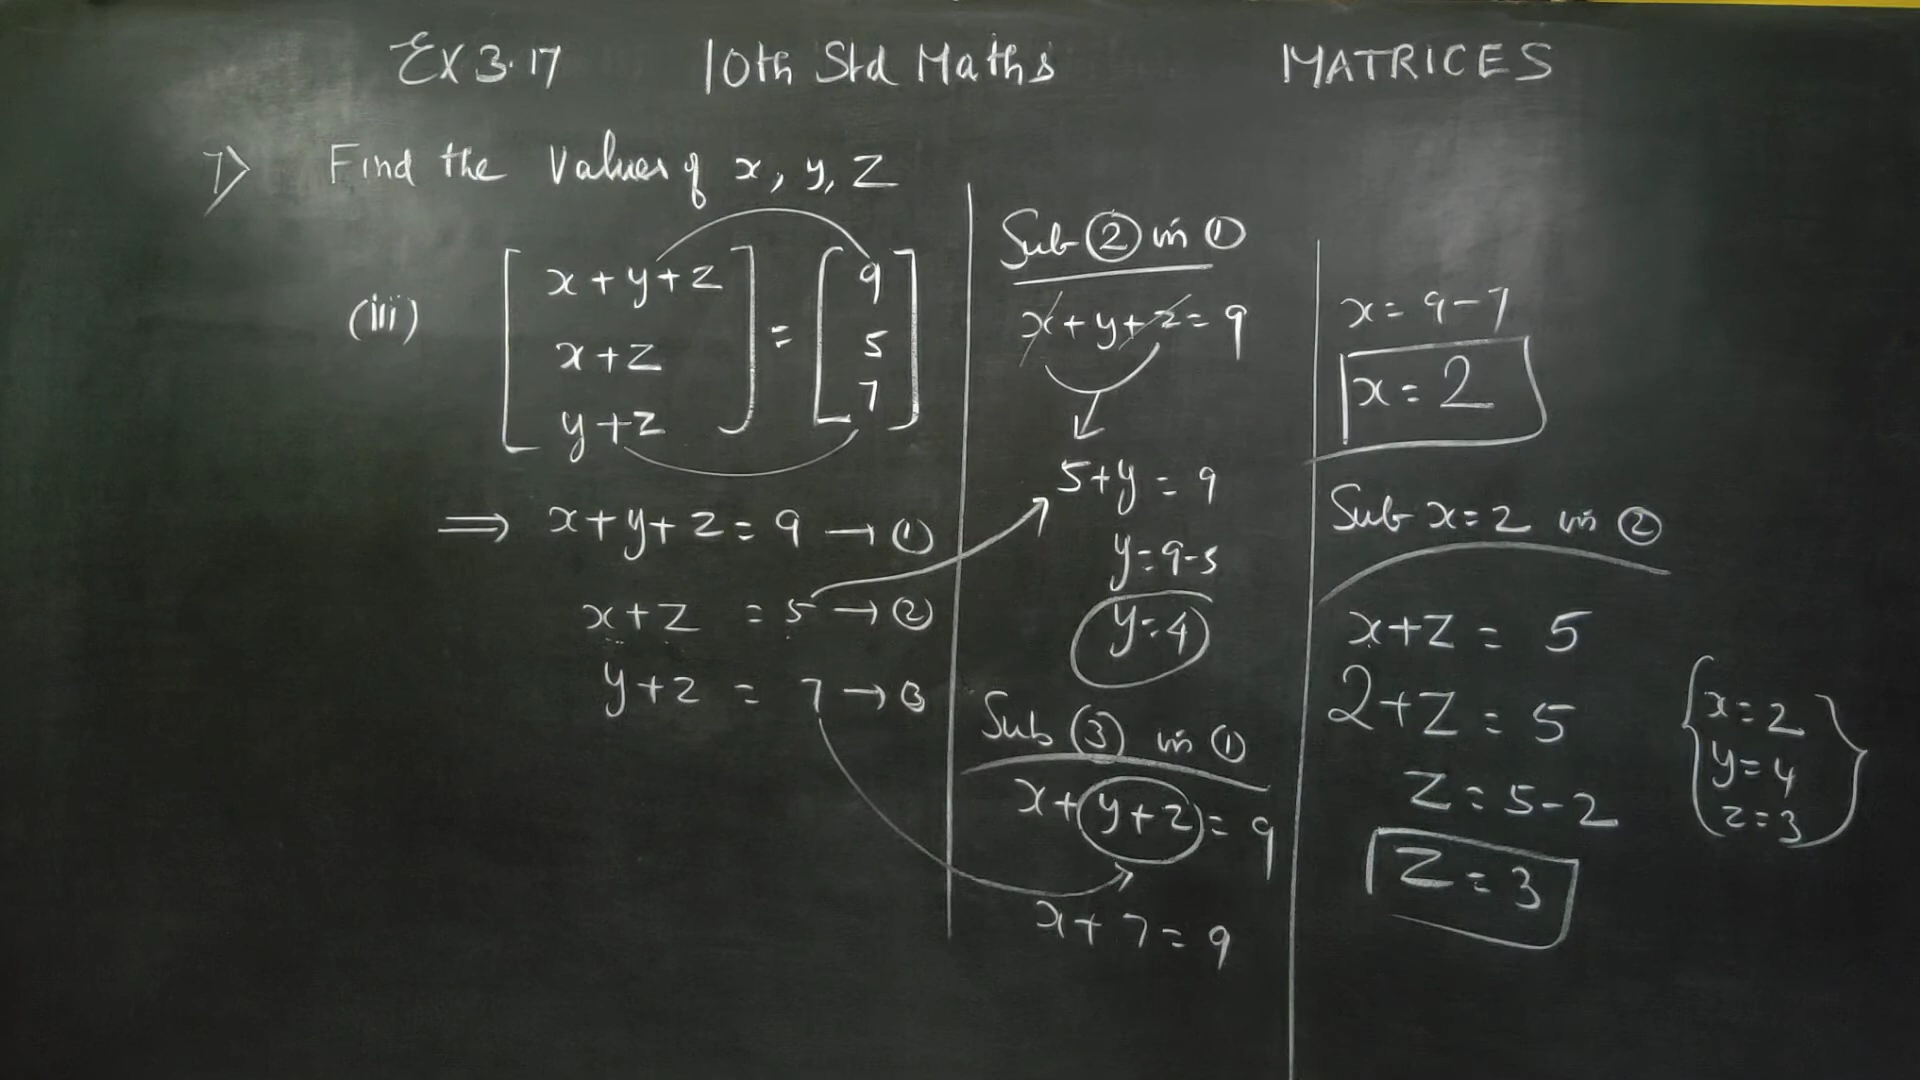 Ex 3.17 10th Std Maths MATRICES
7) Find the Values of x, y, z
(iii) [x+y+z x+z y+z] = [9 5 7]
⇒ x+y+z = 9 → ①
x+z = 5 → ②
y+z = 7 → ③
Sub ② in ①
x+y+z = 9
5+y = 9
y = 9-5
y = 4
Sub ③ in ①
x+y+z = 9
x+7 = 9
x = 9-7
x = 2
Sub x=2 in ②
x+z = 5
2+z = 5
z = 5-2
z = 3
{x = 2
y = 4
z = 3}